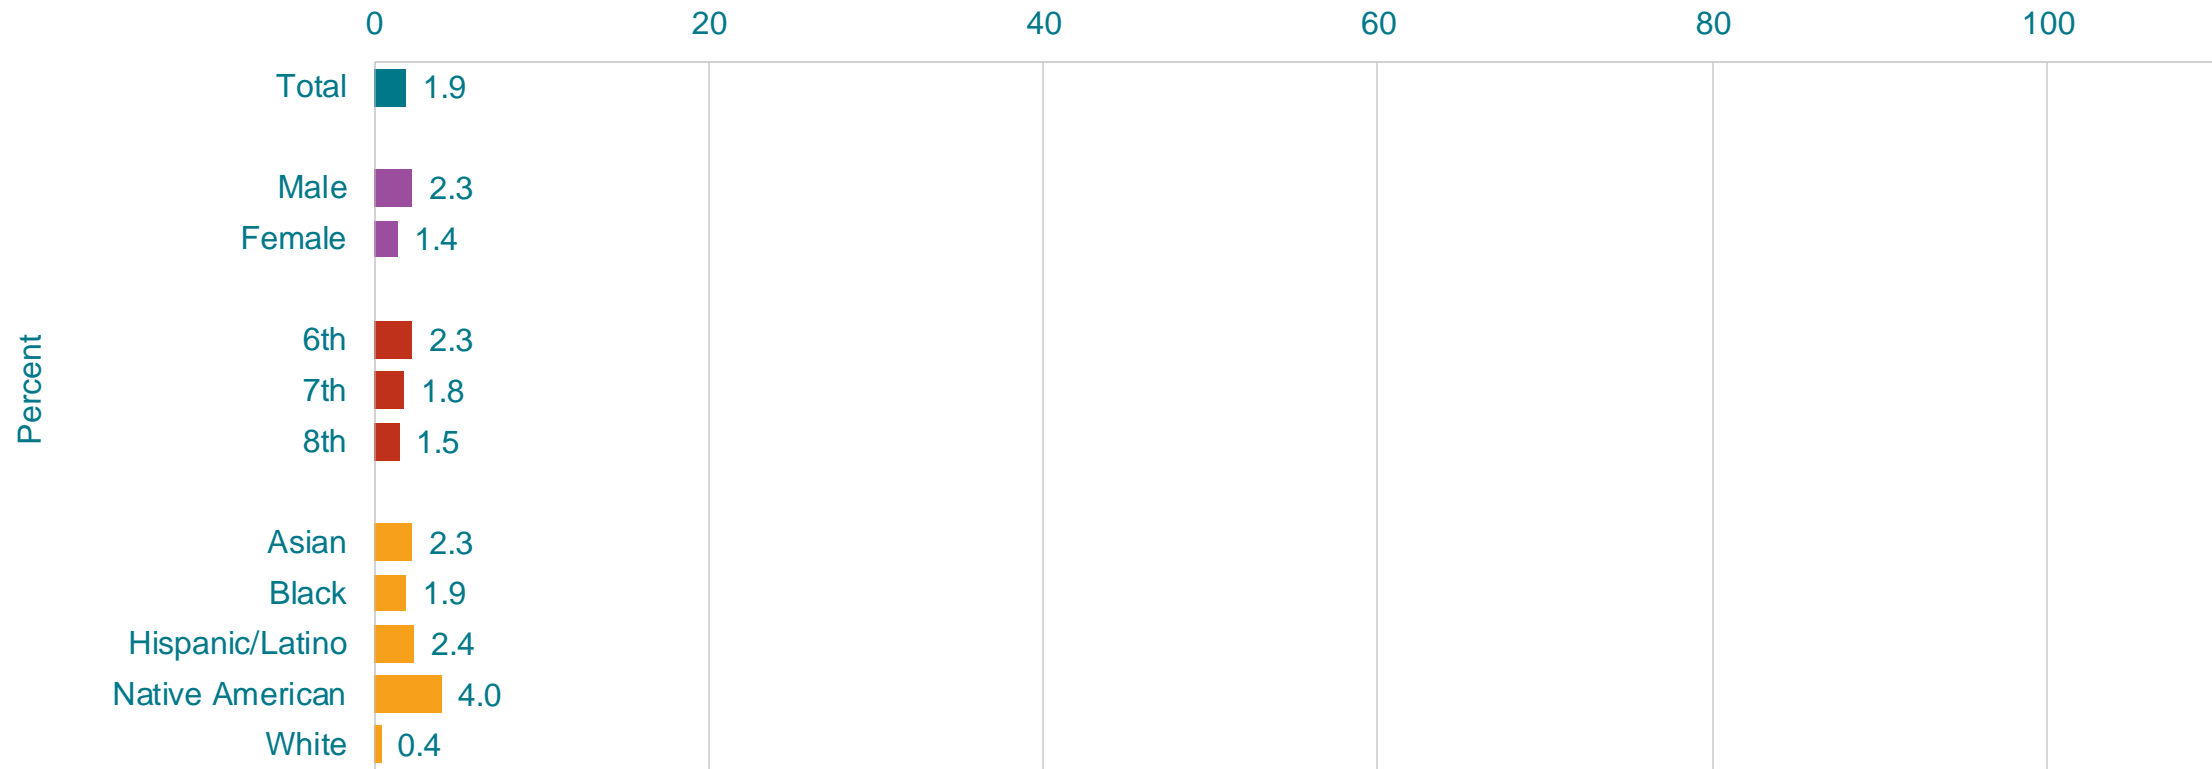 0 20 40 60 80 100
Total 1.9
Male 2.3
Female 1.4
6th 2.3
7th 1.8
8th 1.5
Percent
Asian 2.3
Black 1.9
Hispanic/Latino 2.4
Native American 4.0
White 0.4